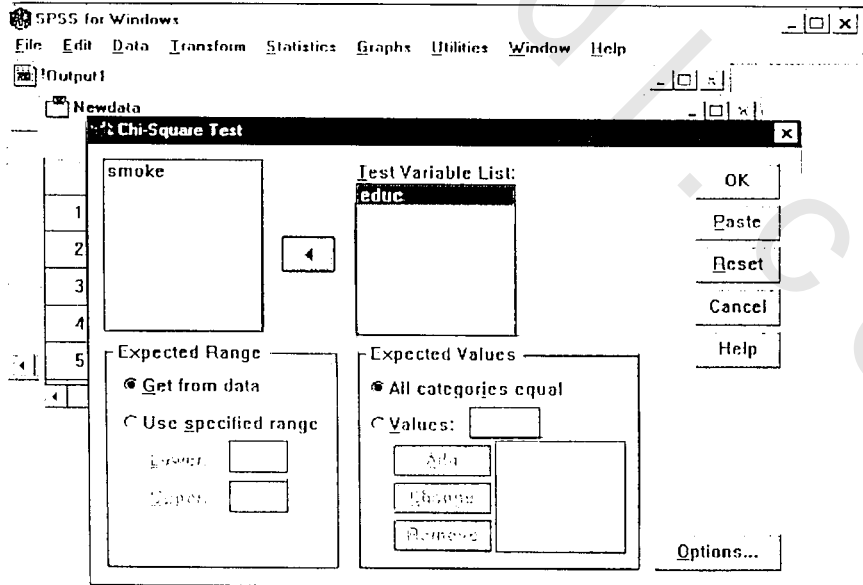 SPSS for Windows
File Edit Data Transform Statistics Graphs Utilities Window Help
!Output1
Newdata
Chi-Square Test
smoke
Test Variable List:
educ
OK
Paste
Reset
Cancel
Help
1
2
3
4
5
Expected Range
Get from data
Use specified range
Lower:
Upper:
Expected Values
All categories equal
Values:
Add
Change
Remove
Options...